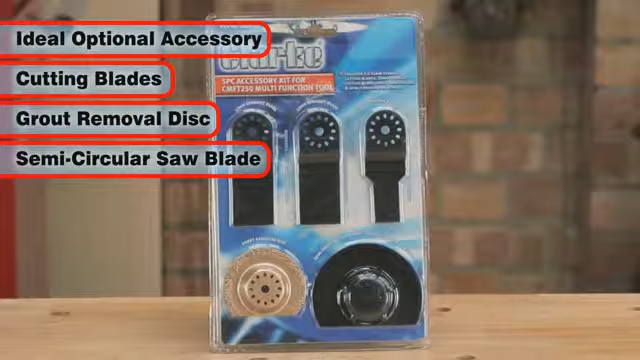 Ideal Optional Accessory
Cutting Blades
Grout Removal Disc
Semi-Circular Saw Blade
Clarke
5PC ACCESSORY KIT FOR
CMFT250 MULTI FUNCTION TOOL